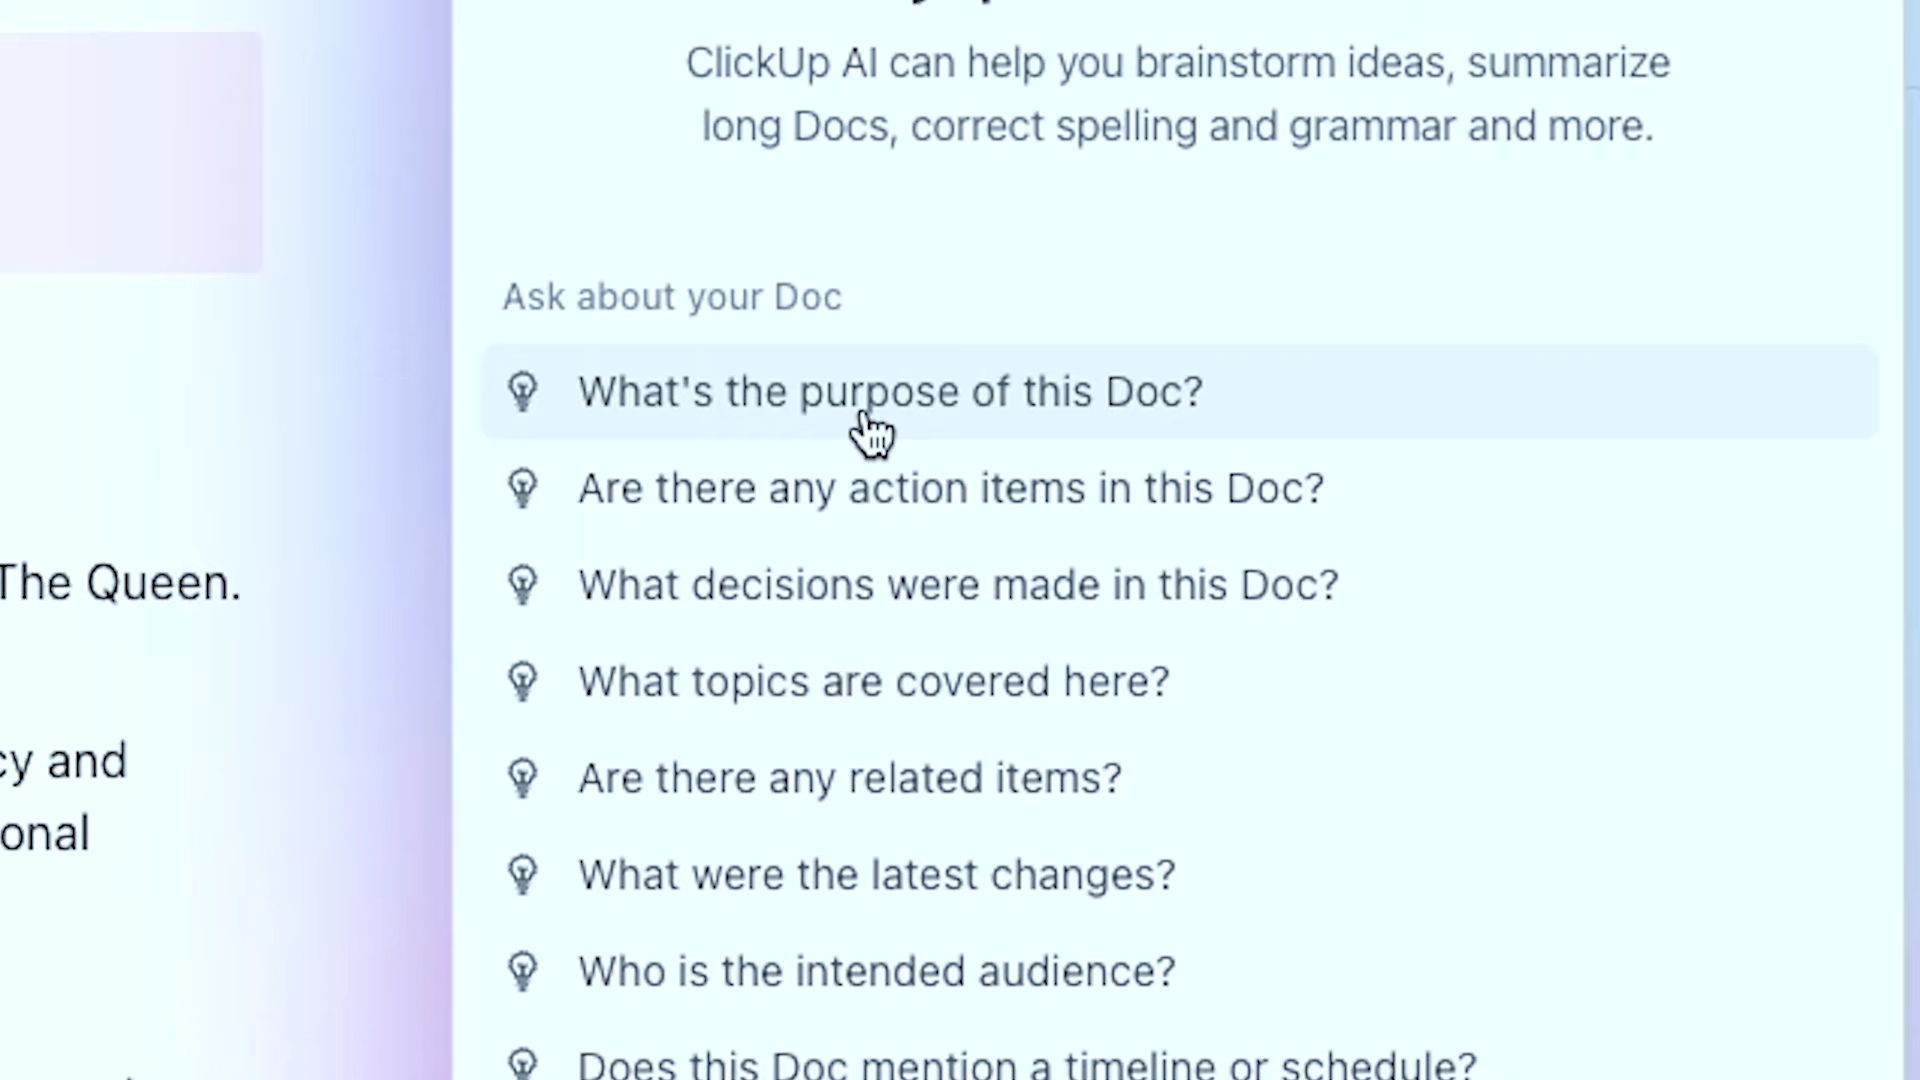 ClickUp AI can help you brainstorm ideas, summarize
long Docs, correct spelling and grammar and more.
Ask about your Doc
What's the purpose of this Doc?
Are there any action items in this Doc?
What decisions were made in this Doc?
What topics are covered here?
Are there any related items?
What were the latest changes?
Who is the intended audience?
Does this Doc mention a timeline or schedule?
The Queen.
cy and
onal